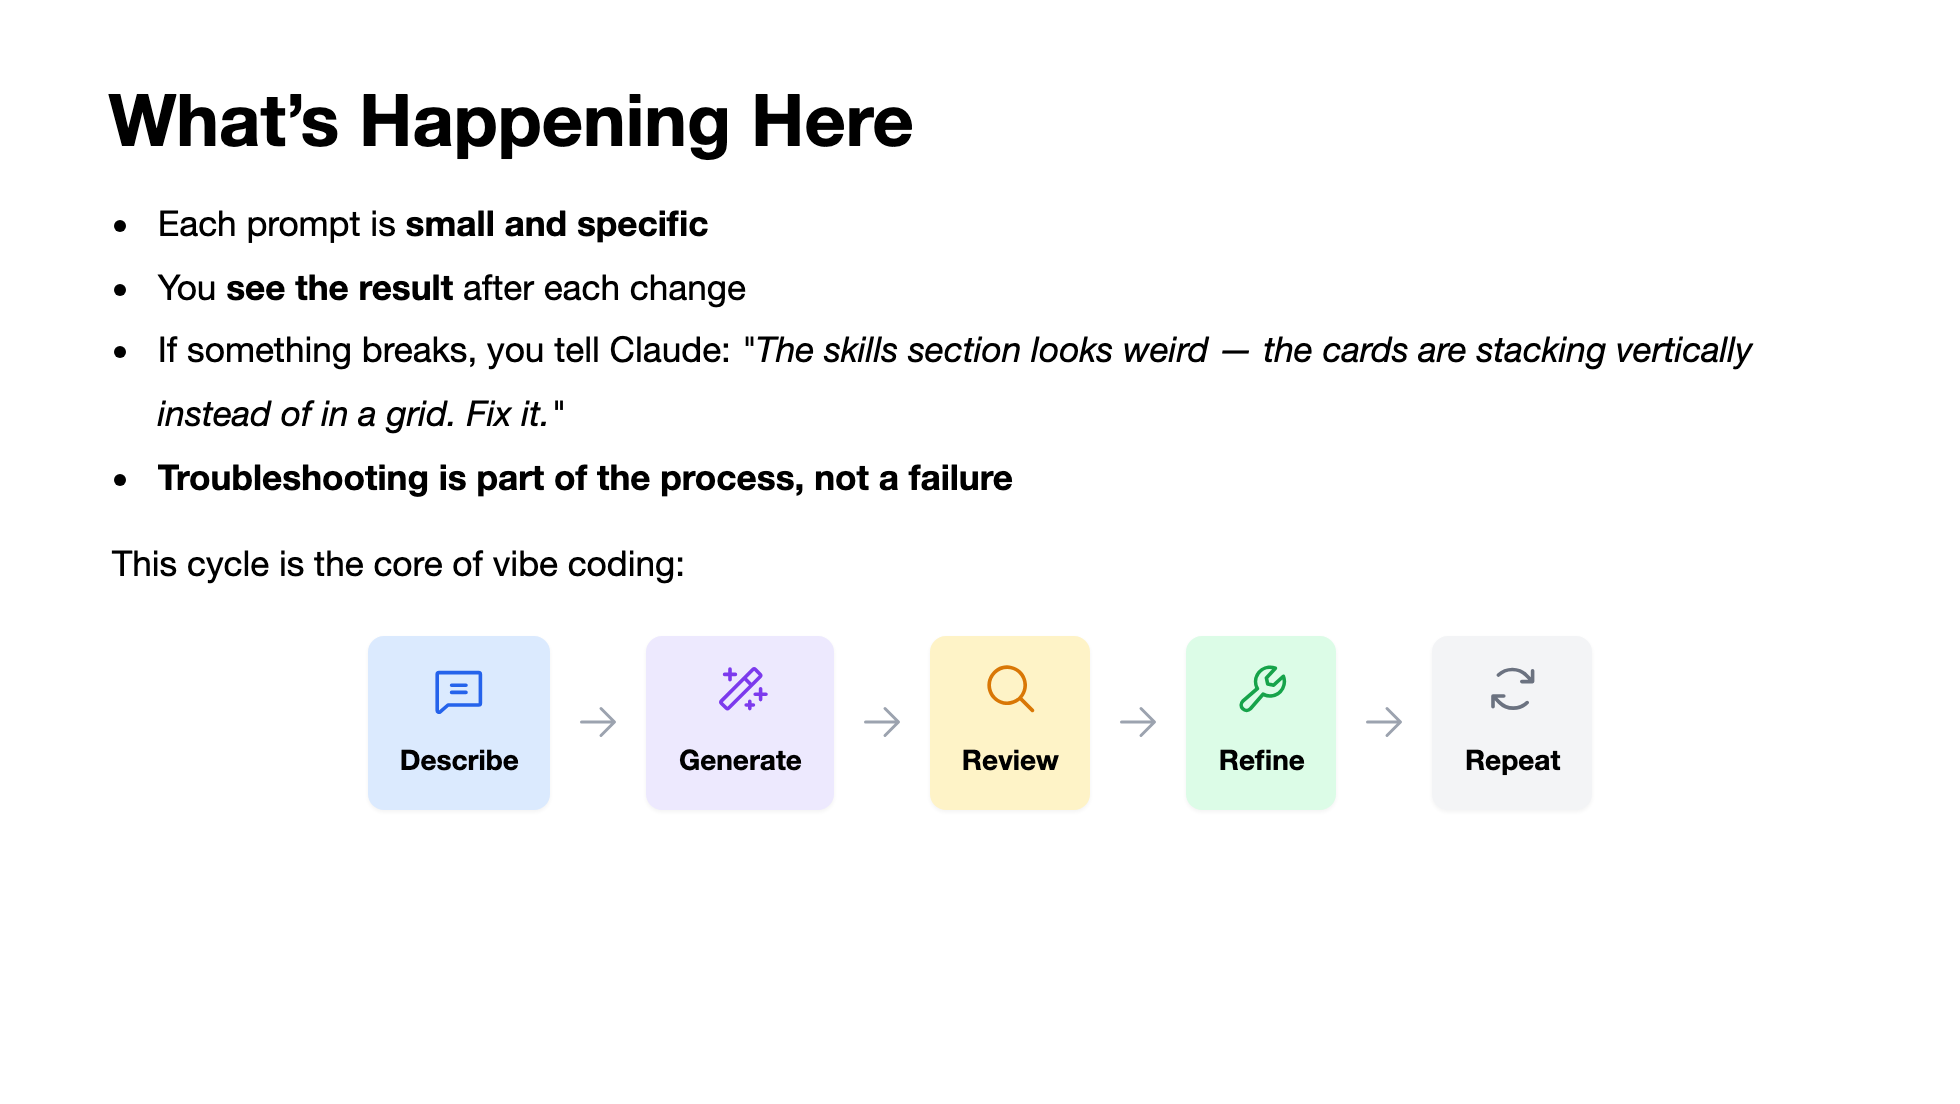 What’s Happening Here
Each prompt is small and specific
You see the result after each change
If something breaks, you tell Claude: "The skills section looks weird — the cards are stacking vertically
instead of in a grid. Fix it."
Troubleshooting is part of the process, not a failure
This cycle is the core of vibe coding:
Describe
Generate
Review
Refine
Repeat